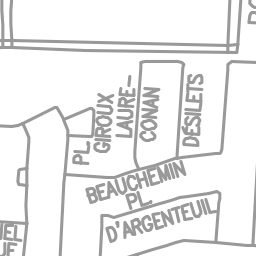 PL.
GIROUX
LAURE-
CONAN
DÉSILETS
BEAUCHEMIN
PL.
D'ARGENTEUIL